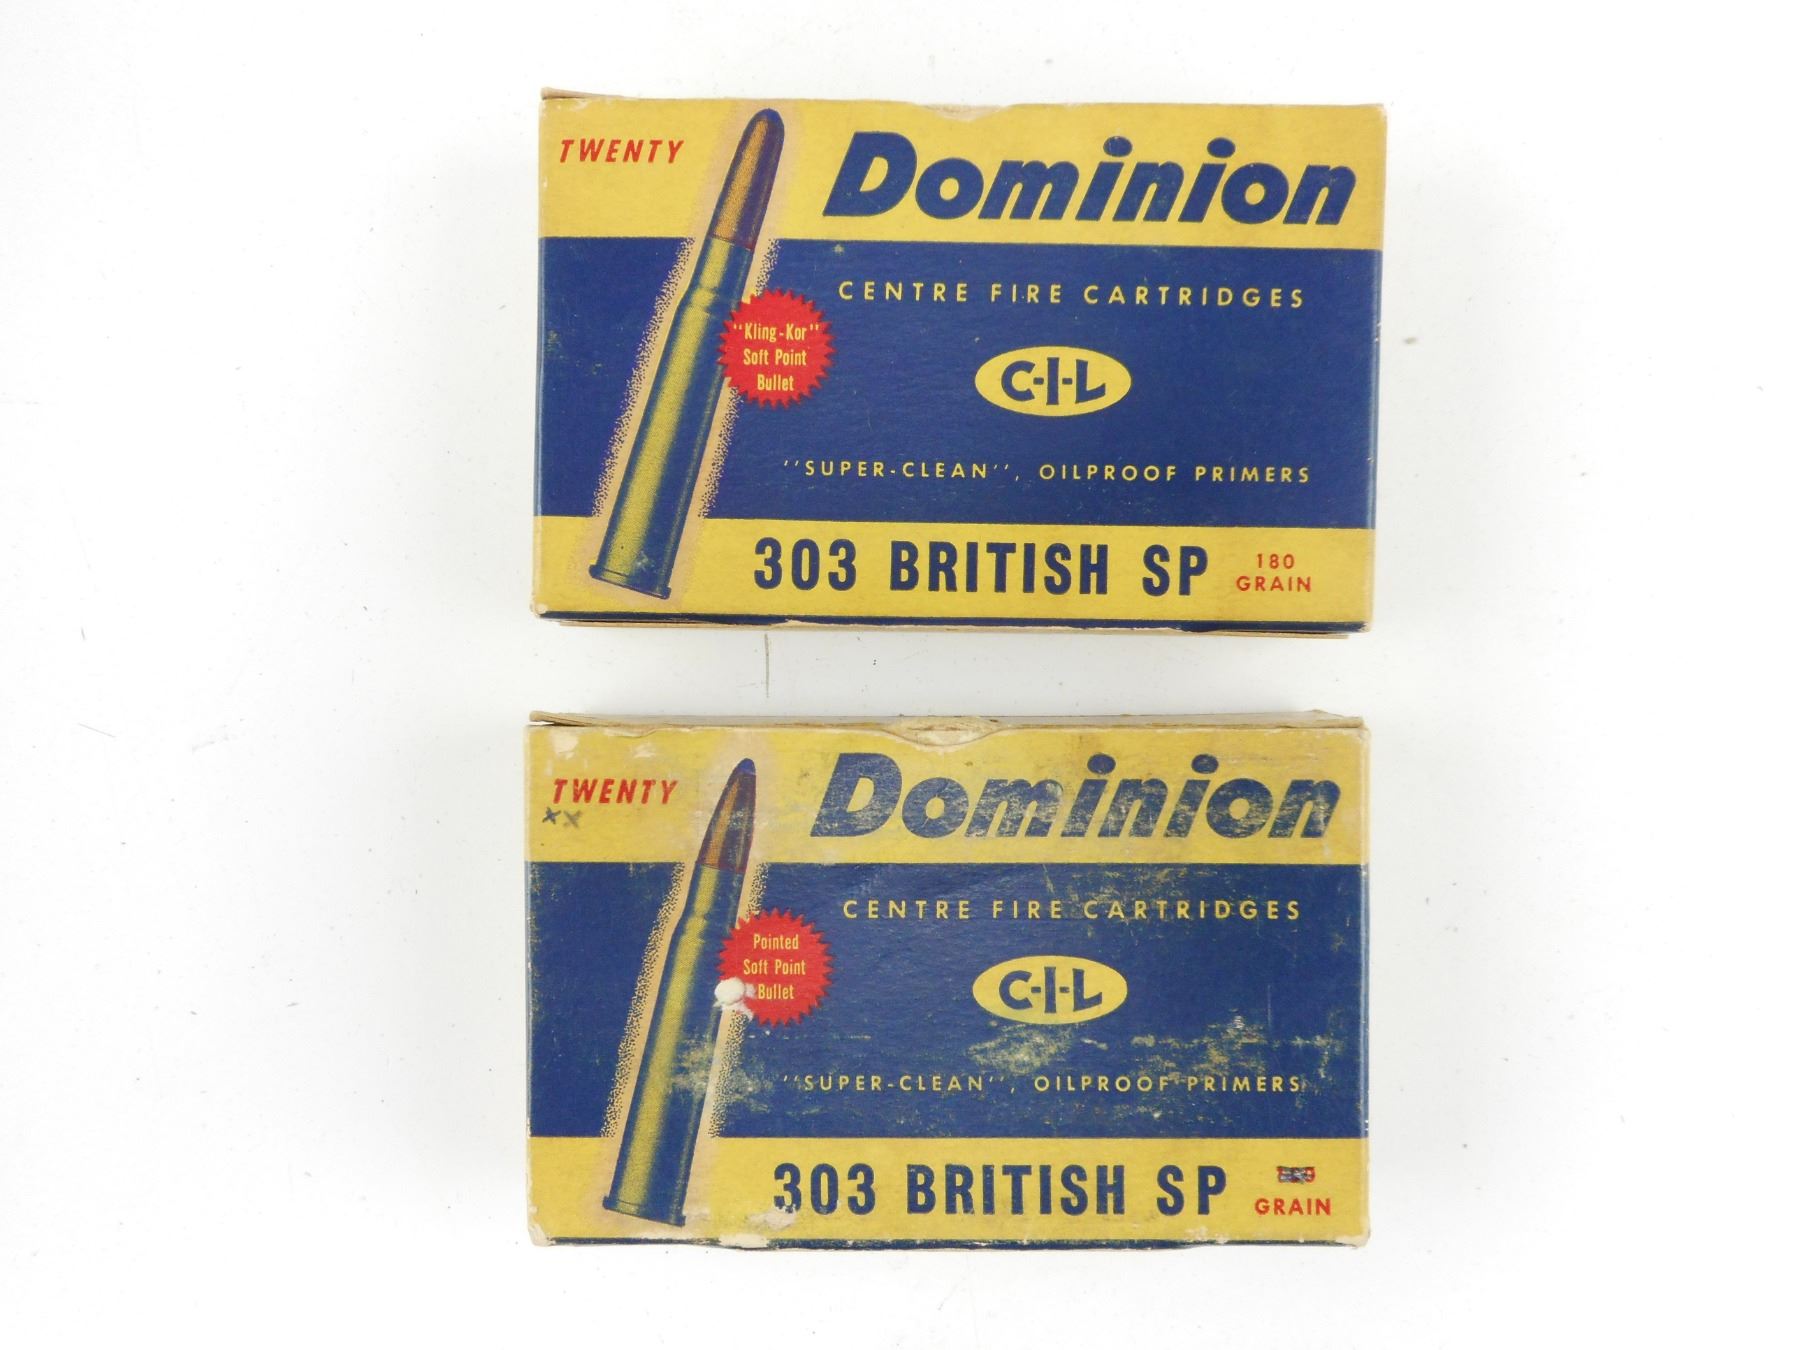 TWENTY
Dominion
CENTRE FIRE CARTRIDGES
"Kling-Kor"
Soft Point
Bullet
C-I-L
"SUPER-CLEAN", OILPROOF PRIMERS
303 BRITISH SP
180
GRAIN
TWENTY
xx
Dominion
CENTRE FIRE CARTRIDGES
Pointed
Soft Point
Bullet
C-I-L
"SUPER-CLEAN", OILPROOF PRIMERS
303 BRITISH SP
GRAIN